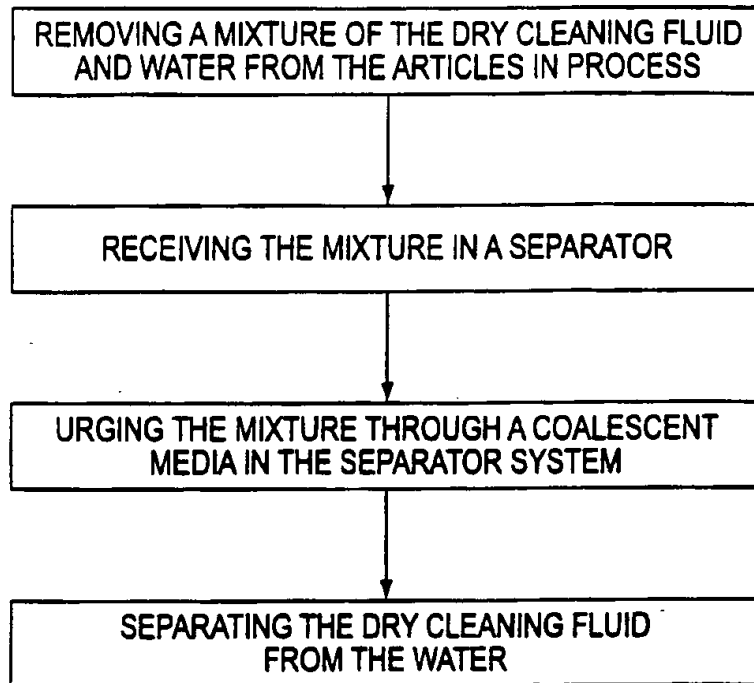 REMOVING A MIXTURE OF THE DRY CLEANING FLUID
AND WATER FROM THE ARTICLES IN PROCESS
RECEIVING THE MIXTURE IN A SEPARATOR
URGING THE MIXTURE THROUGH A COALESCENT
MEDIA IN THE SEPARATOR SYSTEM
SEPARATING THE DRY CLEANING FLUID
FROM THE WATER